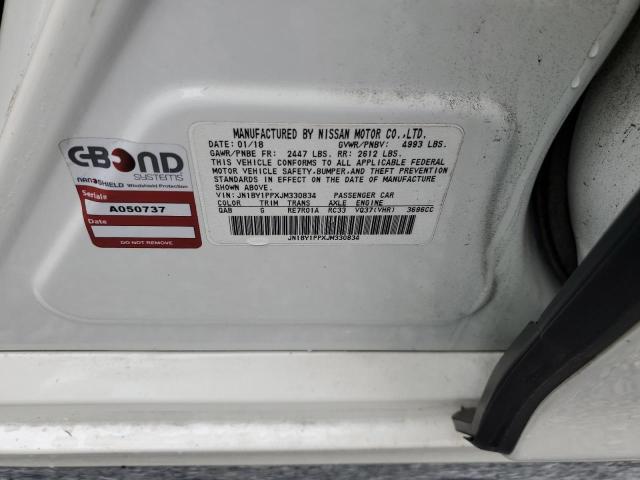 MANUFACTURED BY NISSAN MOTOR CO.,LTD.
DATE: 01/18 GVWR/PNBV: 4993 LBS.
GAWR/PNBE FR: 2447 LBS. RR: 2612 LBS.
THIS VEHICLE CONFORMS TO ALL APPLICABLE FEDERAL
MOTOR VEHICLE SAFETY,BUMPER,AND THEFT PREVENTION
STANDARDS IN EFFECT ON THE DATE OF MANUFACTURE
SHOWN ABOVE.
VIN: JN1BY1PPXJM330834 PASSENGER CAR
COLOR TRIM TRANS AXLE ENGINE
QAB G RE7R01A RC33 VQ37(VHR) 3696CC
JN1BY1PPXJM330834
G-BOND
SYSTEMS
NANOSHIELD Windshield Protection
Serial#
A050737
Date
DO NOT REMOVE